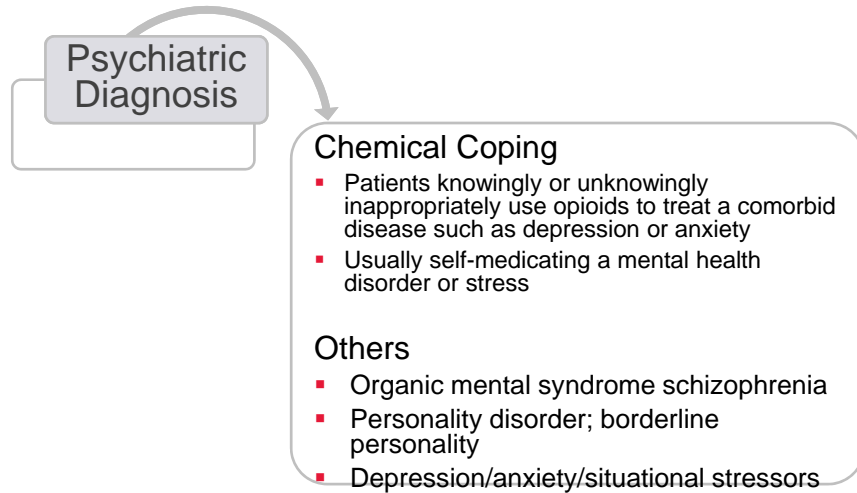 Psychiatric
Diagnosis
Chemical Coping
▪ Patients knowingly or unknowingly
inappropriately use opioids to treat a comorbid
disease such as depression or anxiety
▪ Usually self-medicating a mental health
disorder or stress
Others
▪ Organic mental syndrome schizophrenia
▪ Personality disorder; borderline
personality
▪ Depression/anxiety/situational stressors